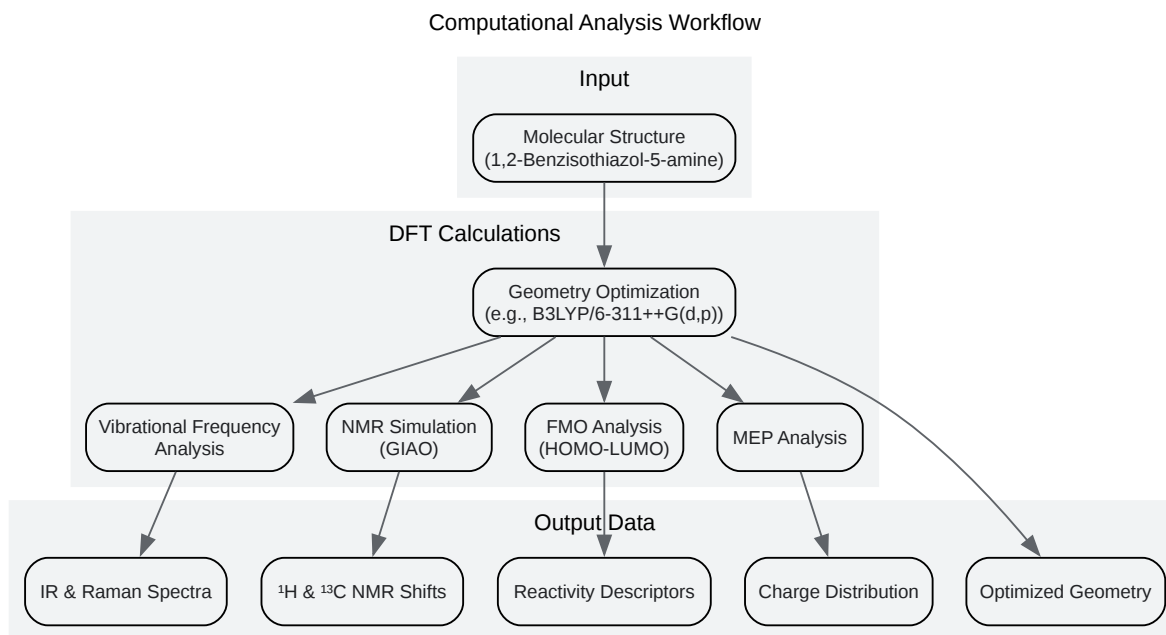 Computational Analysis Workflow
Input
Molecular Structure
(1,2-Benzisothiazol-5-amine)
DFT Calculations
Geometry Optimization
(e.g., B3LYP/6-311++G(d,p))
Vibrational Frequency
Analysis
NMR Simulation
(GIAO)
FMO Analysis
(HOMO-LUMO)
MEP Analysis
Output Data
IR & Raman Spectra
¹H & ¹³C NMR Shifts
Reactivity Descriptors
Charge Distribution
Optimized Geometry